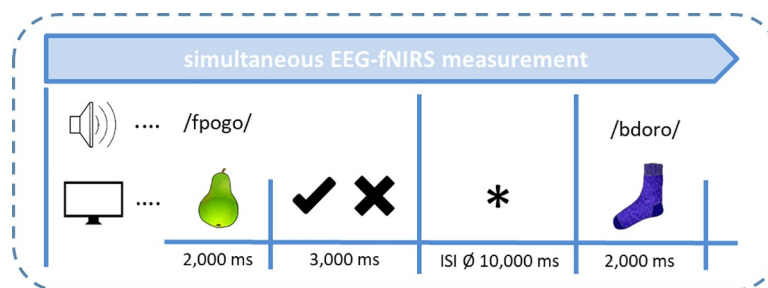 simultaneous EEG-fNIRS measurement
/fpogo/
/bdoro/
*
2,000 ms
3,000 ms
ISI Ø 10,000 ms
2,000 ms